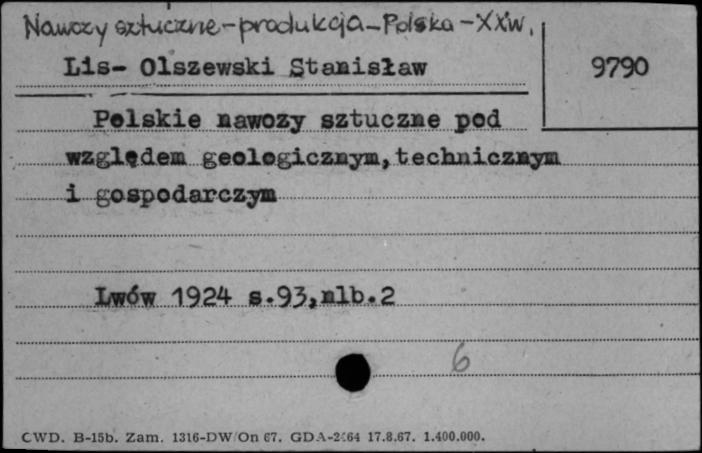 Nawozy sztuczne-produkcja-Polska-XXw.
Lis- Olszewski Stanisław
9790
Polskie nawozy sztuczne pod
względem geologicznym,technicznym
i gospodarczym
Lwów 1924 s.93,nlb.2
6
CWD. B-15b. Zam. 1316-DW/On 67. GDA-2464 17.8.67. 1.400.000.